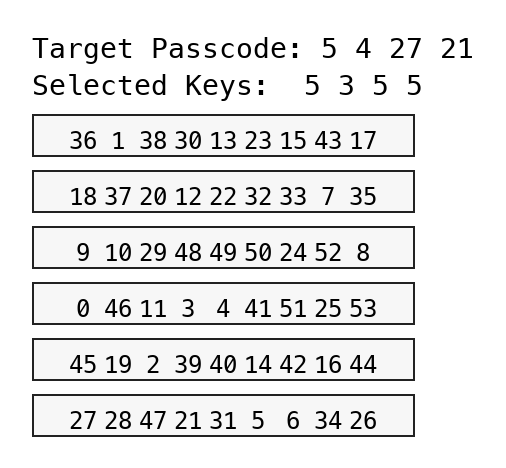 Target Passcode: 5 4 27 21
Selected Keys: 5 3 5 5
36 1 38 30 13 23 15 43 17
18 37 20 12 22 32 33 7 35
9 10 29 48 49 50 24 52 8
0 46 11 3 4 41 51 25 53
45 19 2 39 40 14 42 16 44
27 28 47 21 31 5 6 34 26